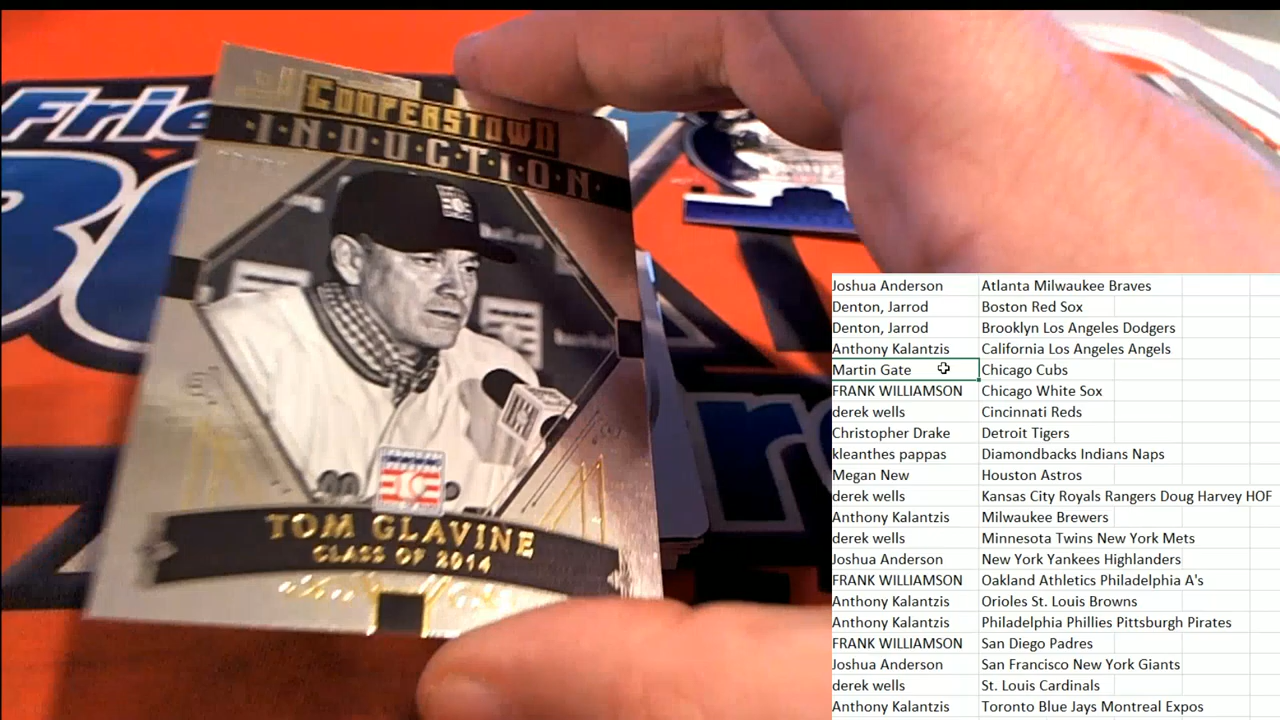 Frie
COOPERSTOWN
INDUCTION
TOM GLAVINE
CLASS OF 2014
Joshua Anderson Atlanta Milwaukee Braves
Denton, Jarrod Boston Red Sox
Denton, Jarrod Brooklyn Los Angeles Dodgers
Anthony Kalantzis California Los Angeles Angels
Martin Gate Chicago Cubs
FRANK WILLIAMSON Chicago White Sox
derek wells Cincinnati Reds
Christopher Drake Detroit Tigers
kleanthes pappas Diamondbacks Indians Naps
Megan New Houston Astros
derek wells Kansas City Royals Rangers Doug Harvey HOF
Anthony Kalantzis Milwaukee Brewers
derek wells Minnesota Twins New York Mets
Joshua Anderson New York Yankees Highlanders
FRANK WILLIAMSON Oakland Athletics Philadelphia A's
Anthony Kalantzis Orioles St. Louis Browns
Anthony Kalantzis Philadelphia Phillies Pittsburgh Pirates
FRANK WILLIAMSON San Diego Padres
Joshua Anderson San Francisco New York Giants
derek wells St. Louis Cardinals
Anthony Kalantzis Toronto Blue Jays Montreal Expos